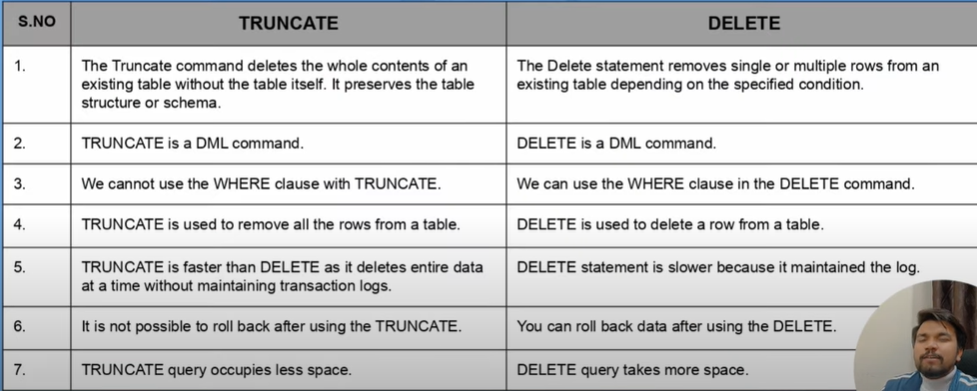 S.NO TRUNCATE DELETE
1. The Truncate command deletes the whole contents of an
existing table without the table itself. It preserves the table
structure or schema.
The Delete statement removes single or multiple rows from an
existing table depending on the specified condition.
2. TRUNCATE is a DML command. DELETE is a DML command.
3. We cannot use the WHERE clause with TRUNCATE. We can use the WHERE clause in the DELETE command.
4. TRUNCATE is used to remove all the rows from a table. DELETE is used to delete a row from a table.
5. TRUNCATE is faster than DELETE as it deletes entire data
at a time without maintaining transaction logs.
DELETE statement is slower because it maintained the log.
6. It is not possible to roll back after using the TRUNCATE. You can roll back data after using the DELETE.
7. TRUNCATE query occupies less space. DELETE query takes more space.